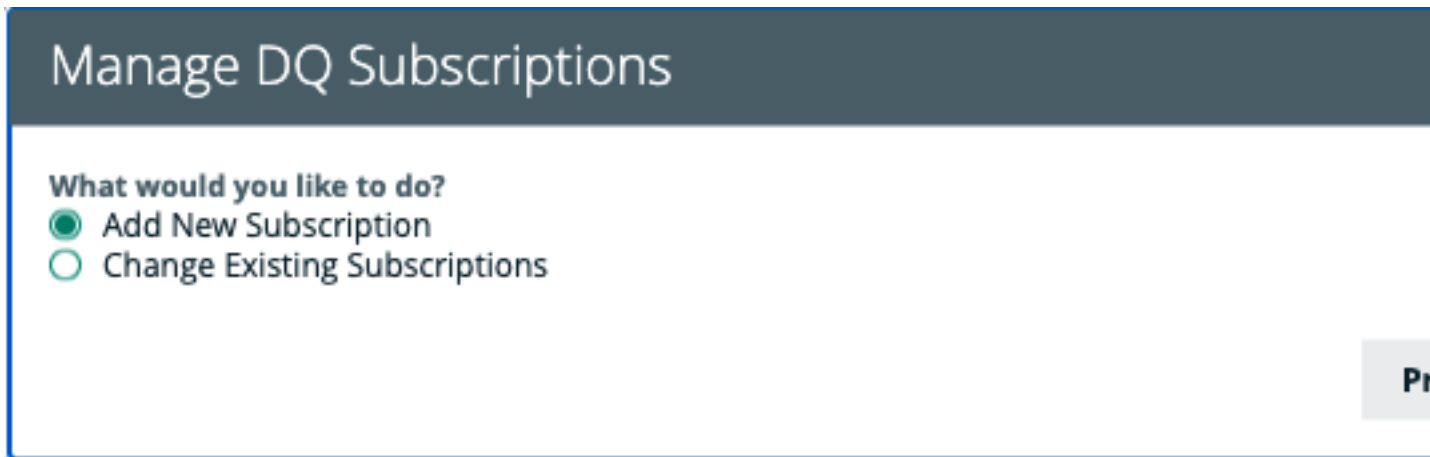 Manage DQ Subscriptions
What would you like to do?
Add New Subscription
Change Existing Subscriptions